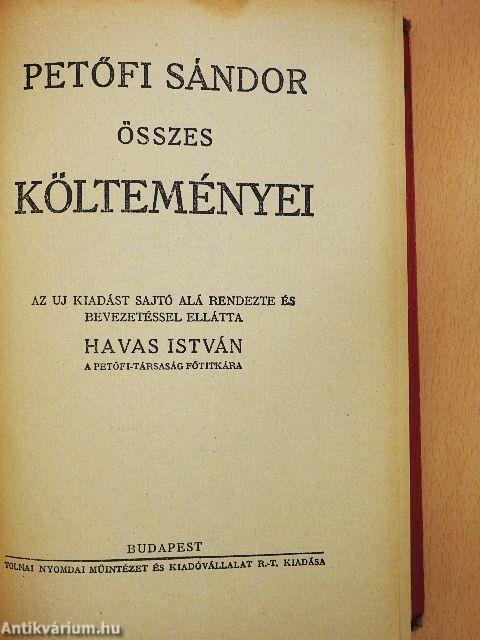 PETŐFI SÁNDOR
ÖSSZES
KÖLTEMÉNYEI
AZ UJ KIADÁST SAJTÓ ALÁ RENDEZTE ÉS
BEVEZETÉSSEL ELLÁTTA
HAVAS ISTVÁN
A PETŐFI-TÁRSASÁG FŐTITKÁRA
BUDAPEST
TOLNAI NYOMDAI MŰINTÉZET ÉS KIADÓVÁLLALAT R.-T. KIADÁSA
Antikvárium.hu